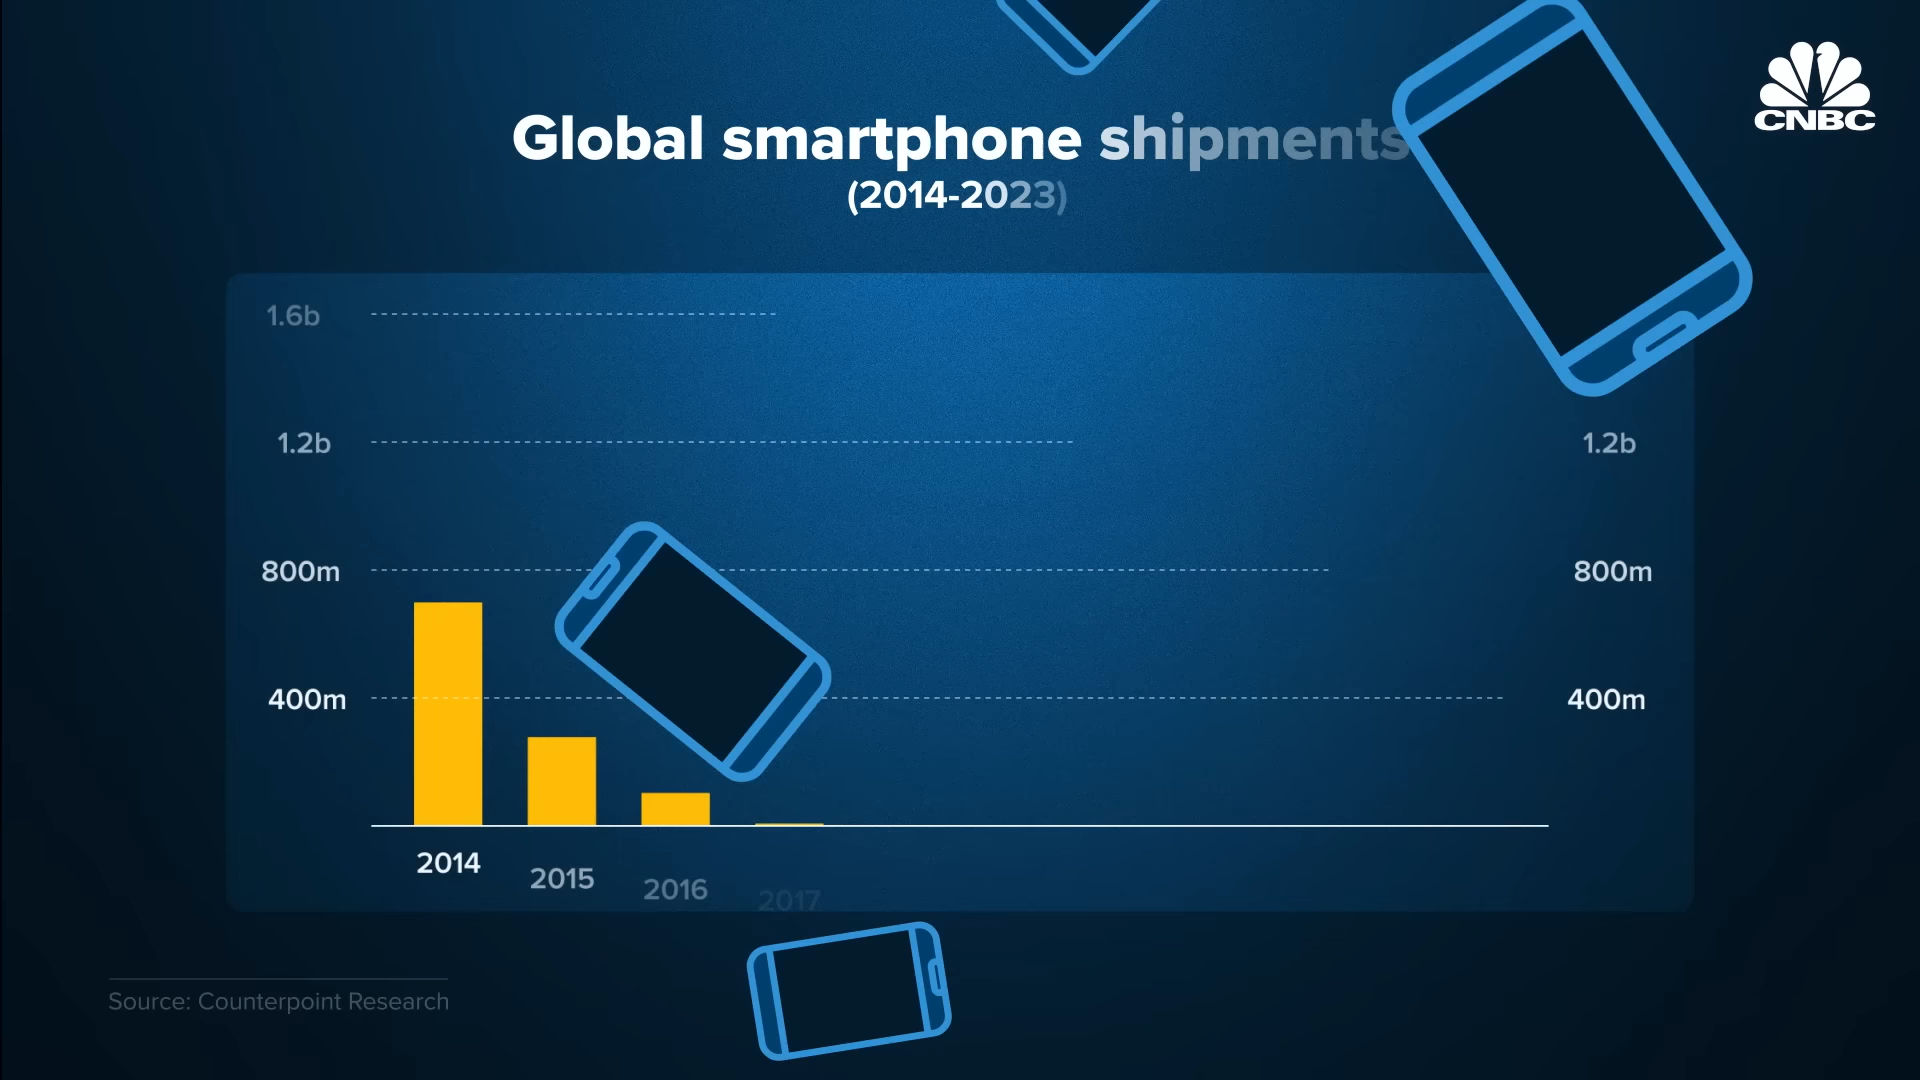 CNBC
Global smartphone shipments
(2014-2023)
1.6b
1.2b 1.2b
800m 800m
400m 400m
2014 2015 2016 2017
Source: Counterpoint Research